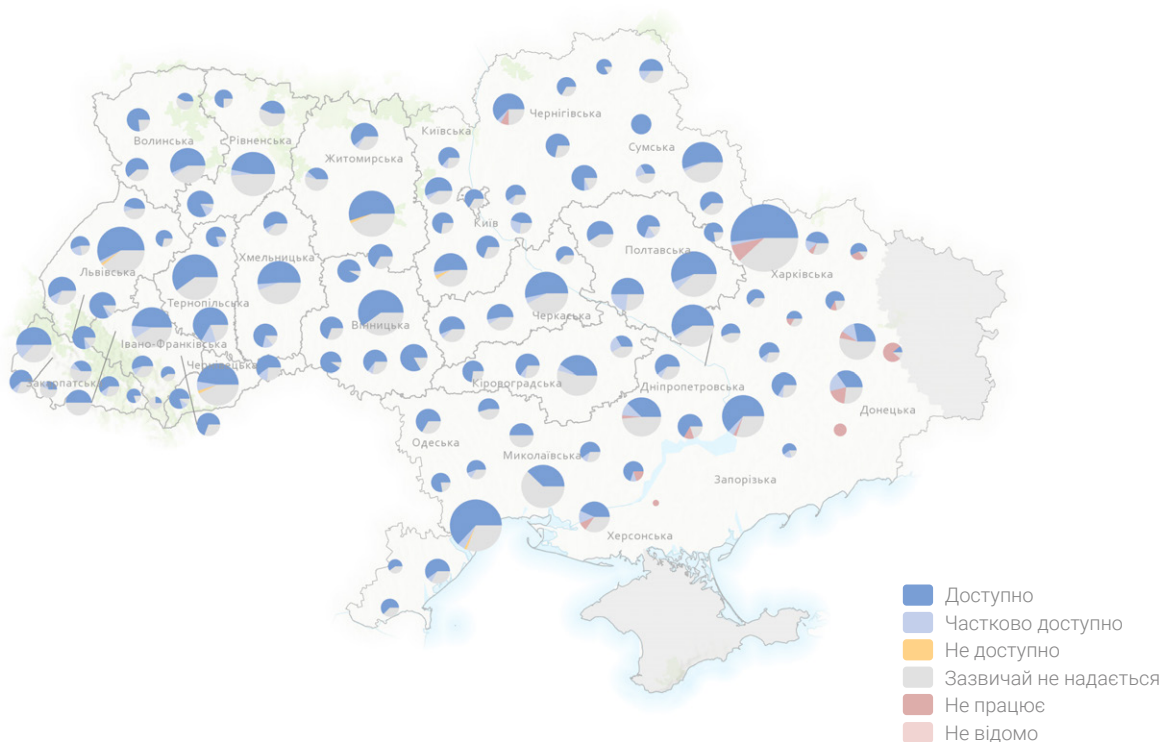 Чернігівська
Київська
Волинська
Рівненська
Сумська
Житомирська
Київ
Полтавська
Хмельницька
Львівська
Харківська
Тернопільська
Черкаська
Вінницька
Івано-Франківська
Чернівецька
Закарпатська
Кіровоградська
Дніпропетровська
Донецька
Одеська
Миколаївська
Запорізька
Херсонська
Доступно
Частково доступно
Не доступно
Зазвичай не надається
Не працює
Не відомо